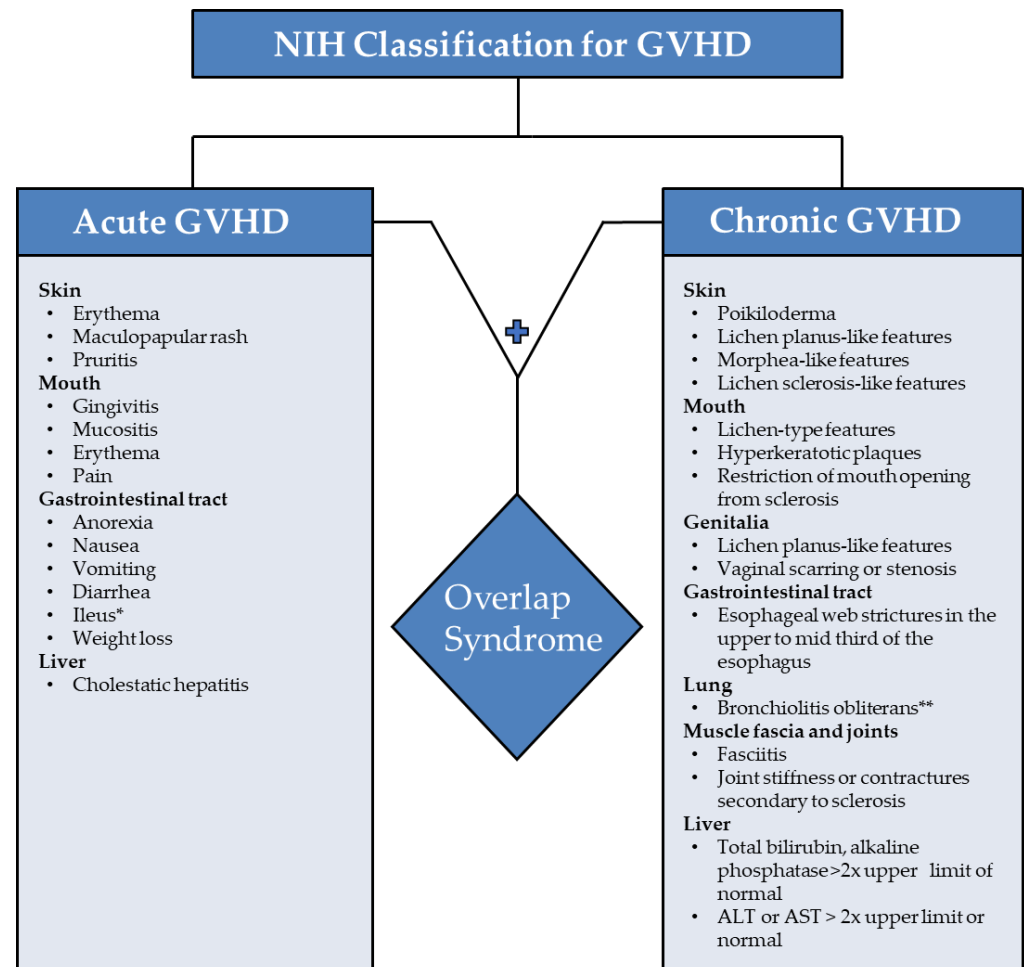 NIH Classification for GVHD
Acute GVHD
Skin
• Erythema
• Maculopapular rash
• Pruritis
Mouth
• Gingivitis
• Mucositis
• Erythema
• Pain
Gastrointestinal tract
• Anorexia
• Nausea
• Vomiting
• Diarrhea
• Ileus*
• Weight loss
Liver
• Cholestatic hepatitis
Overlap
Syndrome
Chronic GVHD
Skin
• Poikiloderma
• Lichen planus-like features
• Morphea-like features
• Lichen sclerosis-like features
Mouth
• Lichen-type features
• Hyperkeratotic plaques
• Restriction of mouth opening
from sclerosis
Genitalia
• Lichen planus-like features
• Vaginal scarring or stenosis
Gastrointestinal tract
• Esophageal web strictures in the
upper to mid third of the
esophagus
Lung
• Bronchiolitis obliterans**
Muscle fascia and joints
• Fasciitis
• Joint stiffness or contractures
secondary to sclerosis
Liver
• Total bilirubin, alkaline
phosphatase >2x upper limit of
normal
• ALT or AST > 2x upper limit or
normal